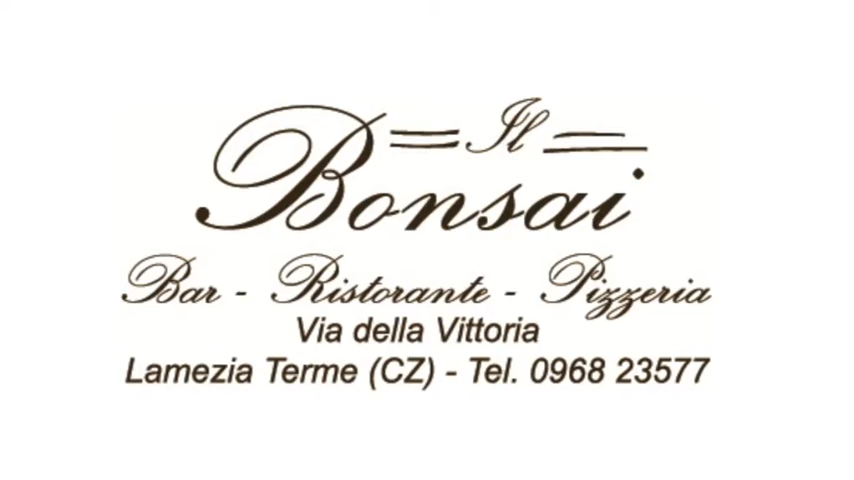 Il
Bonsai
Bar - Ristorante - Pizzeria
Via della Vittoria
Lamezia Terme (CZ) - Tel. 0968 23577